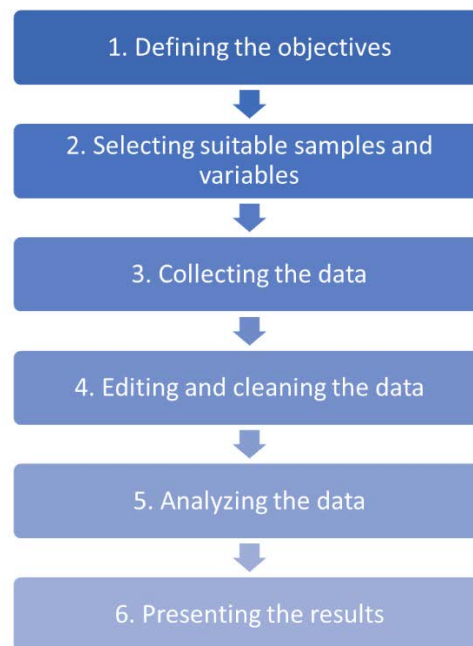 1. Defining the objectives
2. Selecting suitable samples and
variables
3. Collecting the data
4. Editing and cleaning the data
5. Analyzing the data
6. Presenting the results